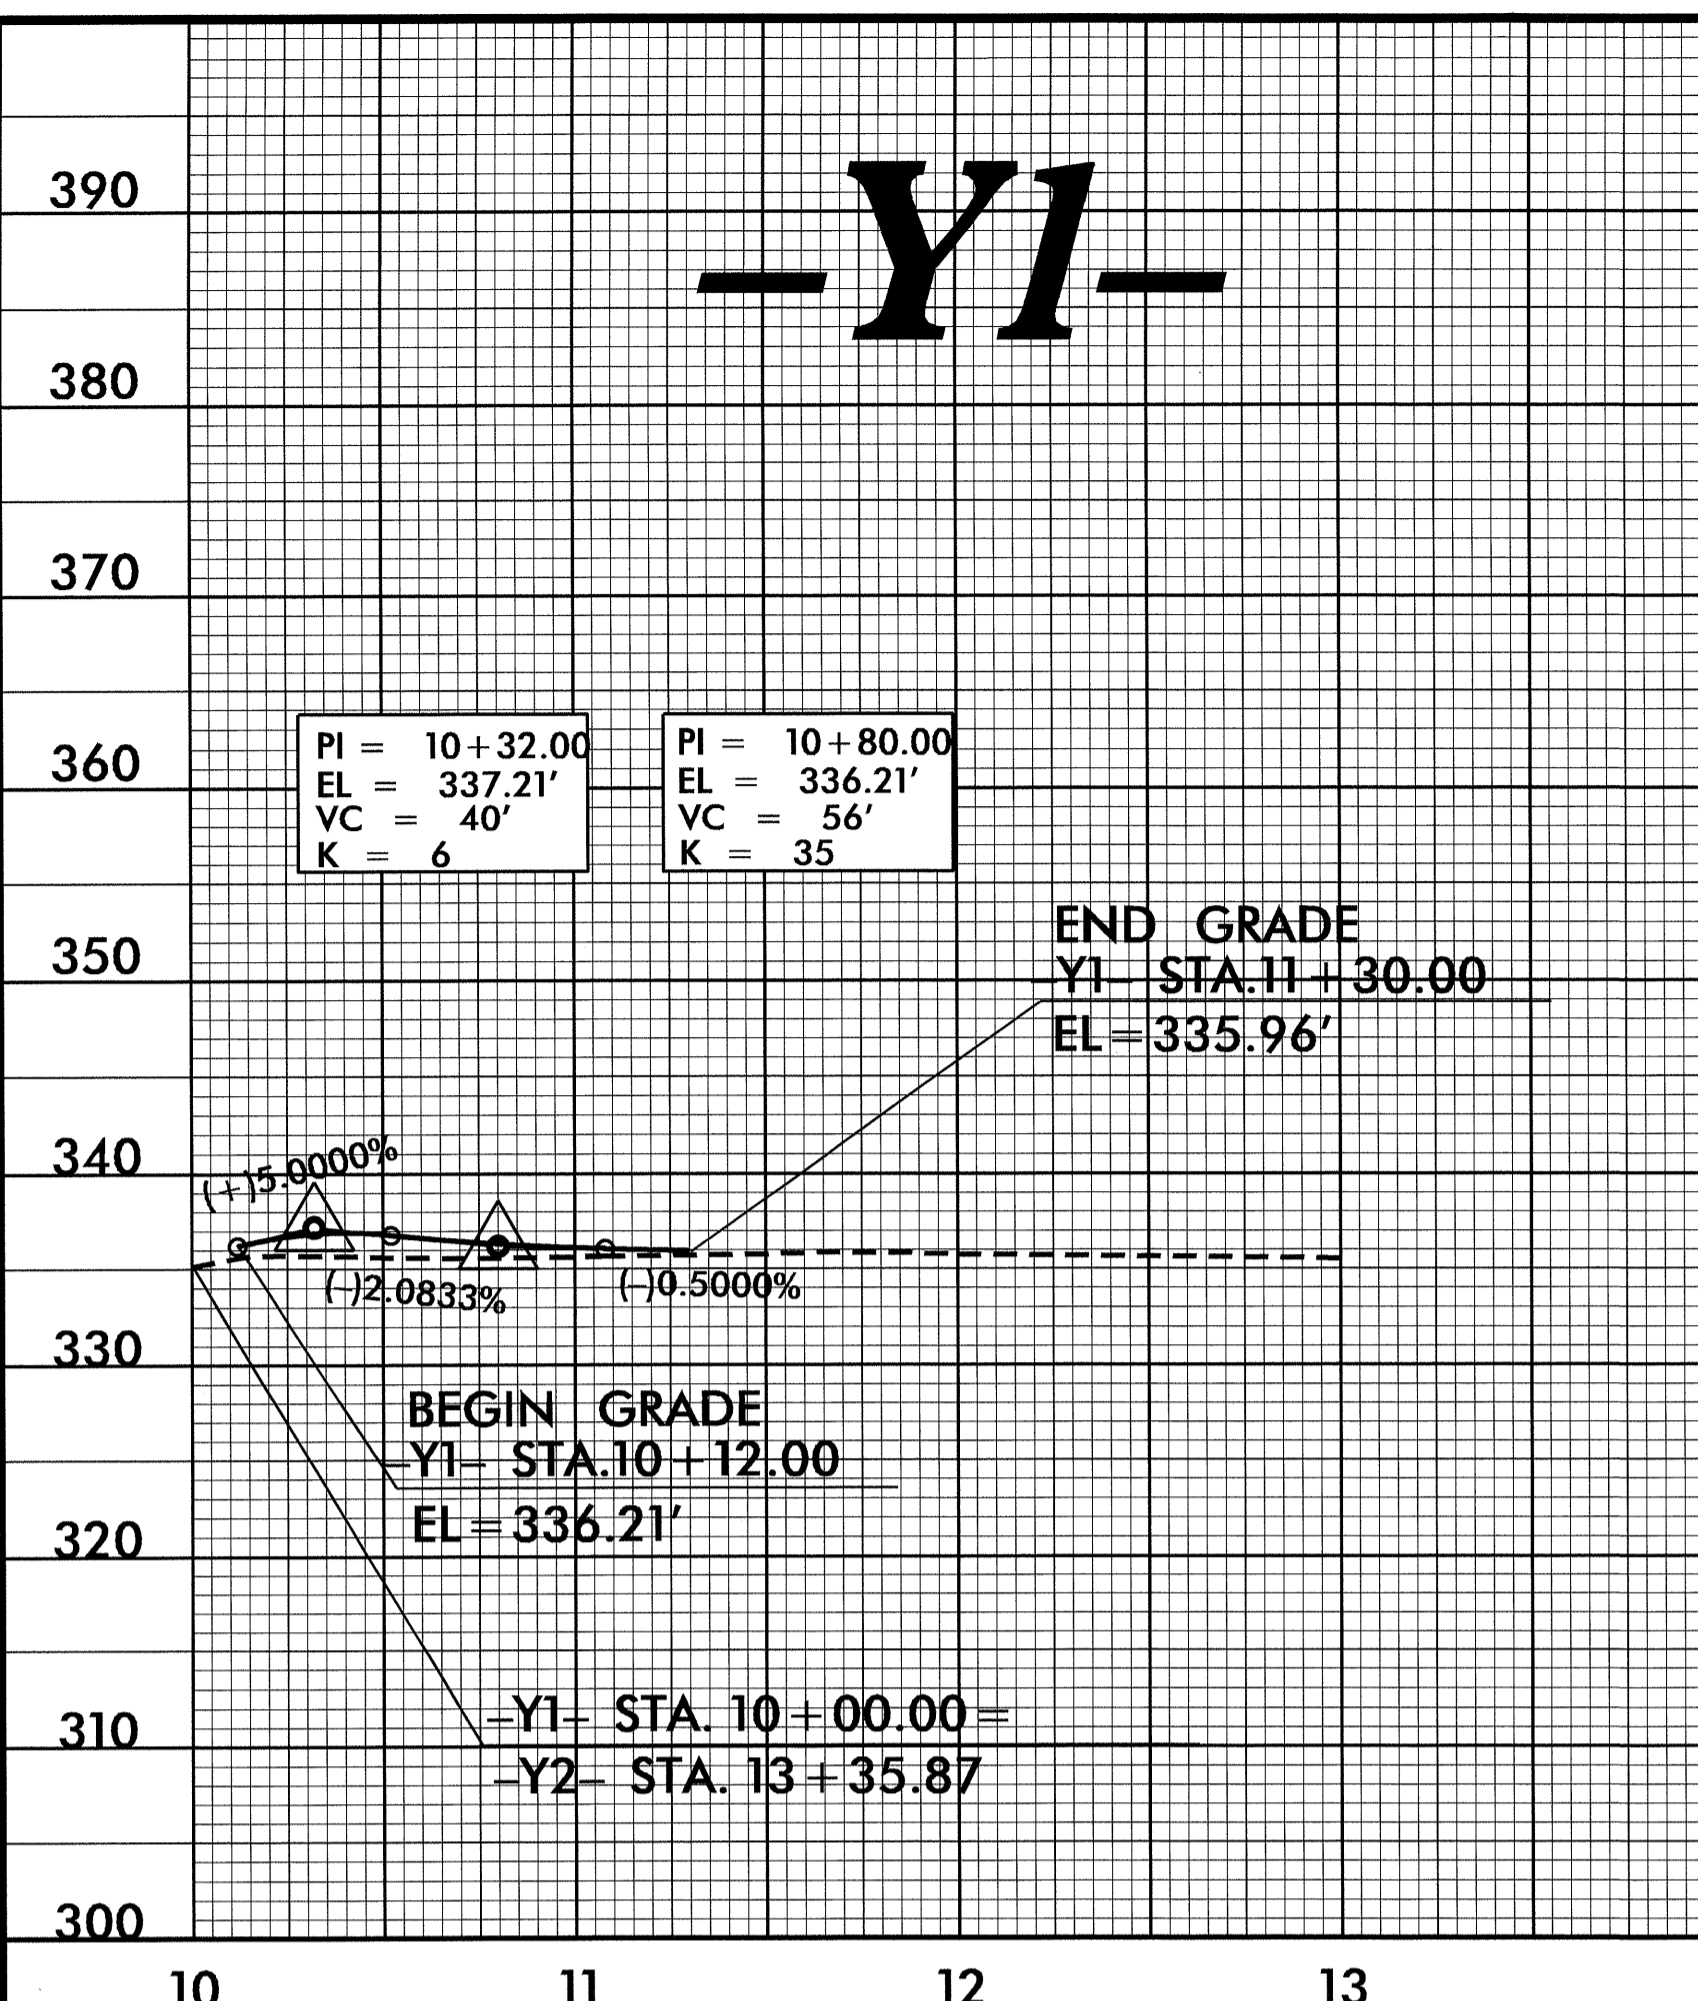 -Y1-
390
380
370
360
350
340
330
320
310
300
PI = 10+32.00
EL = 337.21'
VC = 40'
K = 6
PI = 10+80.00
EL = 336.21'
VC = 56'
K = 35
END GRADE
-Y1- STA.11+30.00
EL=335.96'
(+)5.0000%
(-)2.0833%
(-)0.5000%
BEGIN GRADE
-Y1- STA.10+12.00
EL=336.21'
-Y1- STA. 10+00.00=
-Y2- STA. 13+35.87
10 11 12 13